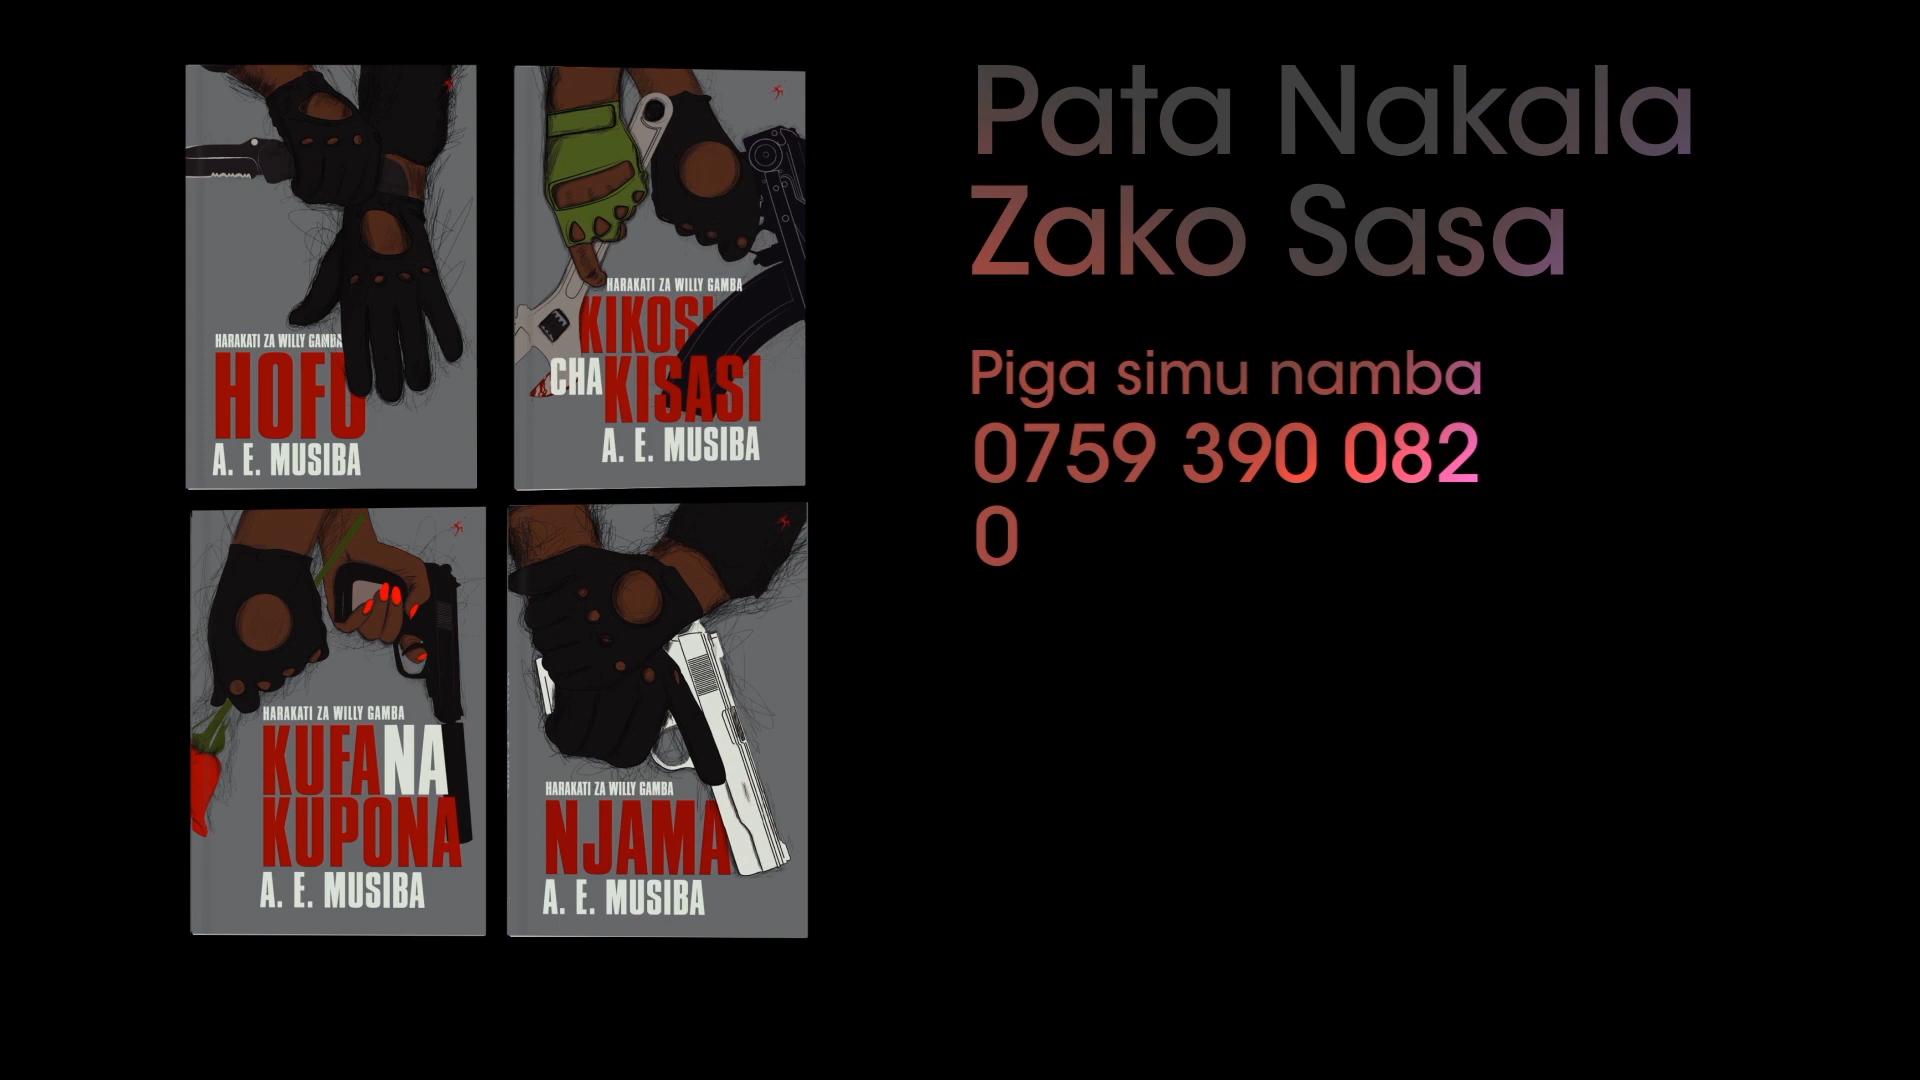 HARAKATI ZA WILLY GAMBA
HOFU
A. E. MUSIBA
HARAKATI ZA WILLY GAMBA
KIKOSI
CHA KISASI
A. E. MUSIBA
HARAKATI ZA WILLY GAMBA
KUFA NA
KUPONA
A. E. MUSIBA
HARAKATI ZA WILLY GAMBA
NJAMA
A. E. MUSIBA
Pata Nakala
Zako Sasa
Piga simu namba
0759 390 082
0